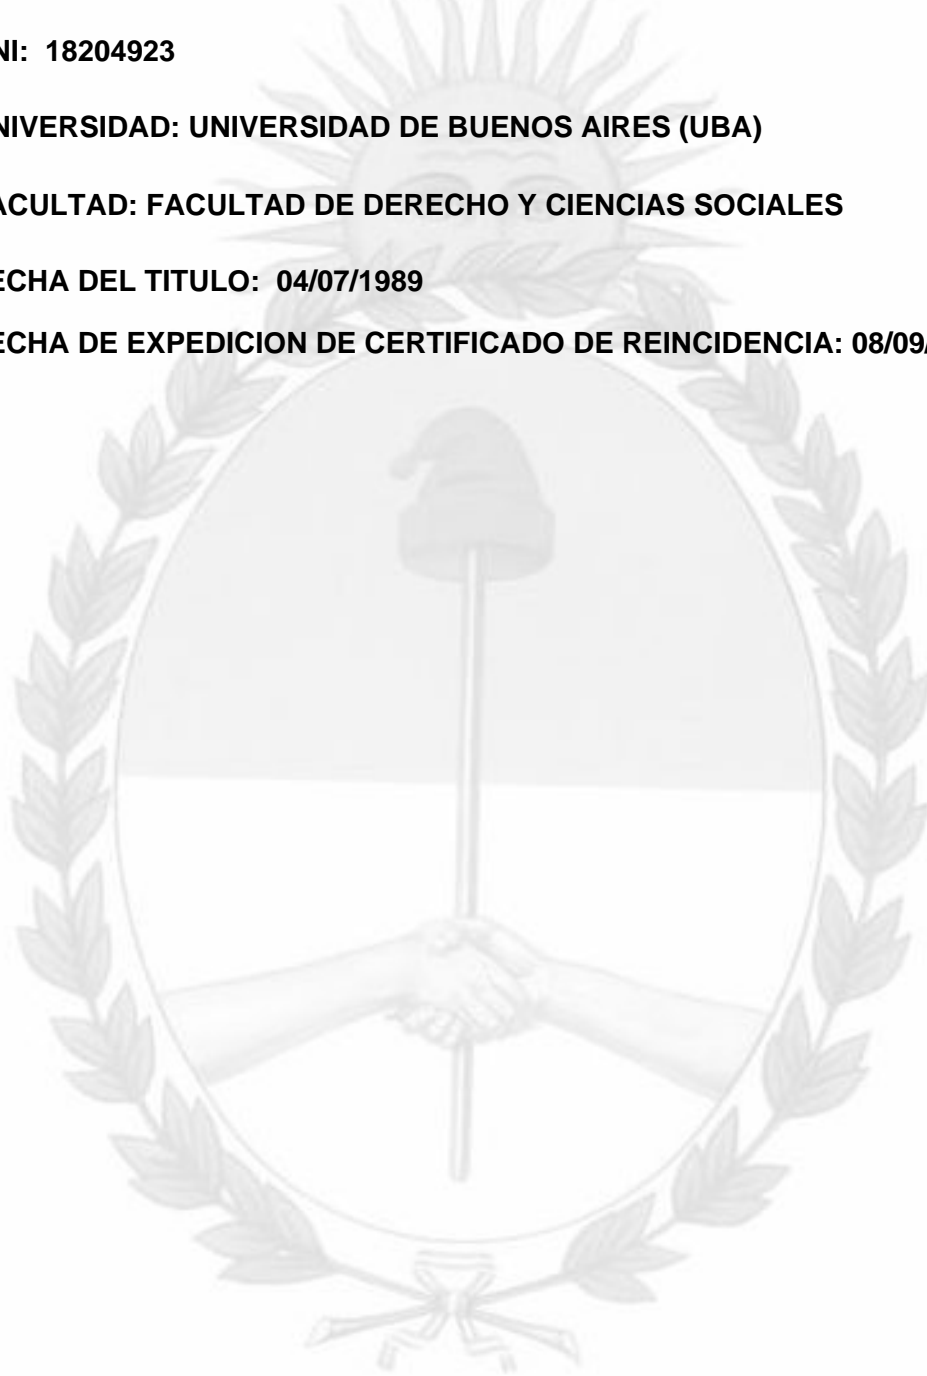 NI: 18204923
NIVERSIDAD: UNIVERSIDAD DE BUENOS AIRES (UBA)
ACULTAD: FACULTAD DE DERECHO Y CIENCIAS SOCIALES
ECHA DEL TITULO: 04/07/1989
ECHA DE EXPEDICION DE CERTIFICADO DE REINCIDENCIA: 08/09/